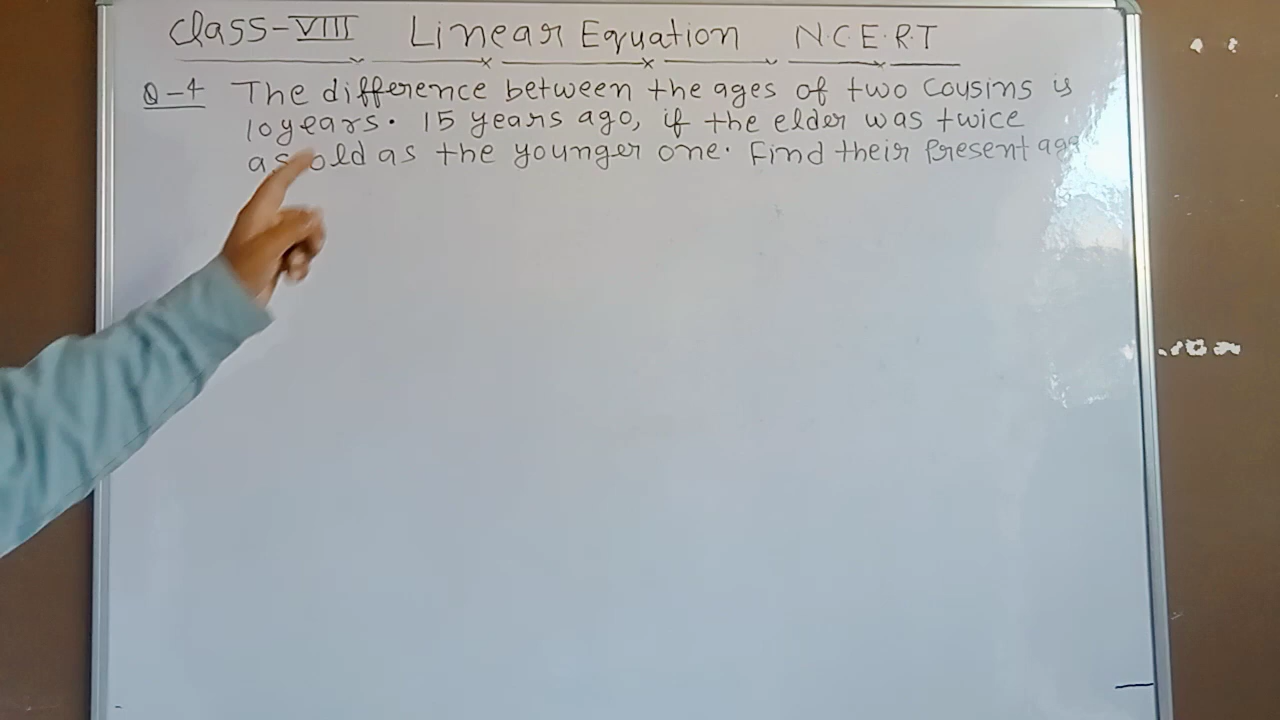 Class-VIII Linear Equation N.C.E.R.T
Q-4 The difference between the ages of two cousins is
10 years. 15 years ago, if the elder was twice
as old as the younger one. Find their Present age